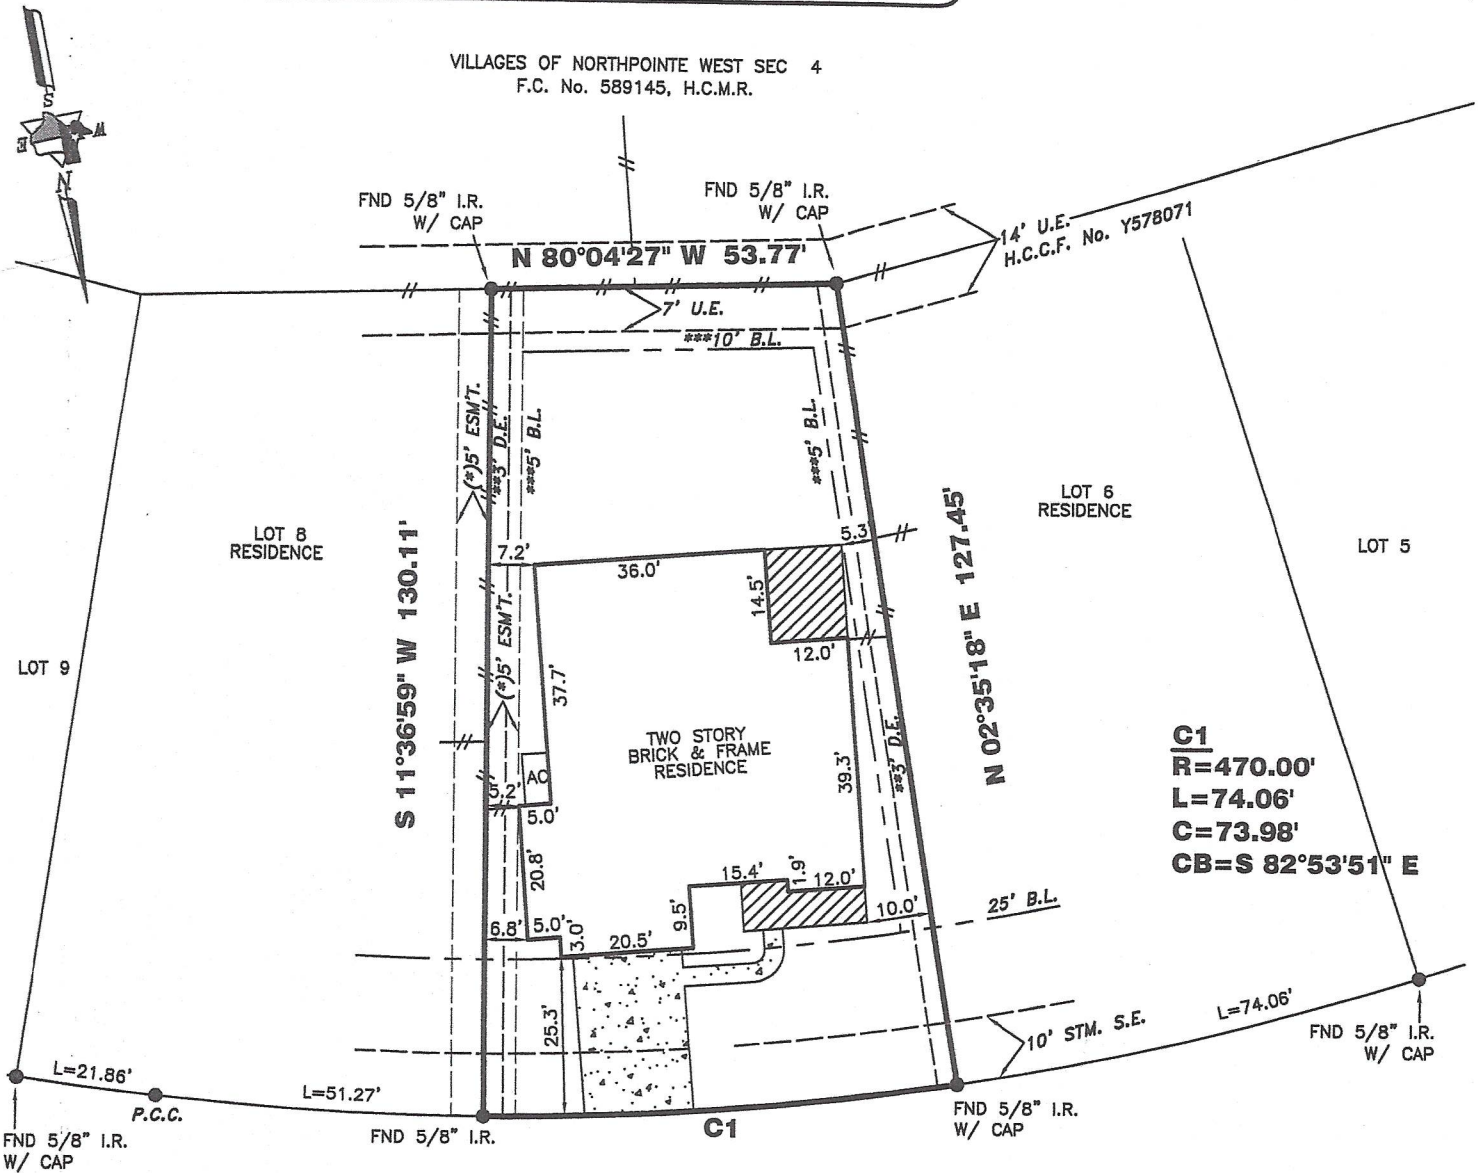 VILLAGES OF NORTHPOINTE WEST SEC 4
F.C. No. 589145, H.C.M.R.
S
E
W
N
FND 5/8" I.R.
W/ CAP
FND 5/8" I.R.
W/ CAP
14' U.E.
H.C.C.F. No. Y578071
N 80°04'27" W 53.77'
7' U.E.
***10' B.L.
(*)5' ESM'T.
**3' D.E.
***5' B.L.
***5' B.L.
LOT 8
RESIDENCE
LOT 6
RESIDENCE
LOT 5
LOT 9
S 11°36'59" W 130.11'
N 02°35'18" E 127.45'
7.2'
36.0'
5.3'
14.5'
12.0'
(*)5' ESM'T.
37.7'
TWO STORY
BRICK & FRAME
RESIDENCE
39.3'
**3' D.E.
AC
5.2'
5.0'
20.8'
15.4'
1.9'
12.0'
10.0'
9.5'
6.8'
5.0'
3.0'
20.5'
25.3'
C1
R=470.00'
L=74.06'
C=73.98'
CB=S 82°53'51" E
25' B.L.
10' STM. S.E.
L=74.06'
FND 5/8" I.R.
W/ CAP
L=21.86'
P.C.C.
L=51.27'
FND 5/8" I.R.
W/ CAP
FND 5/8" I.R.
C1
FND 5/8" I.R.
W/ CAP